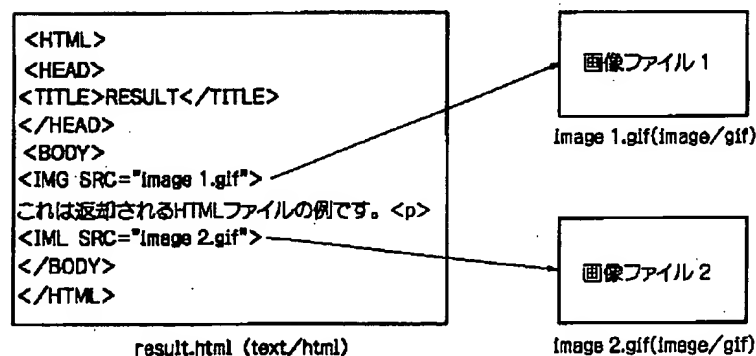 <HTML>
<HEAD>
<TITLE>RESULT</TITLE>
</HEAD>
<BODY>
<IMG SRC="image 1.gif">
これは返却されるHTMLファイルの例です。<p>
<IML SRC="image 2.gif">
</BODY>
</HTML>
result.html (text/html)
画像ファイル 1
image 1.gif(image/gif)
画像ファイル 2
image 2.gif(image/gif)